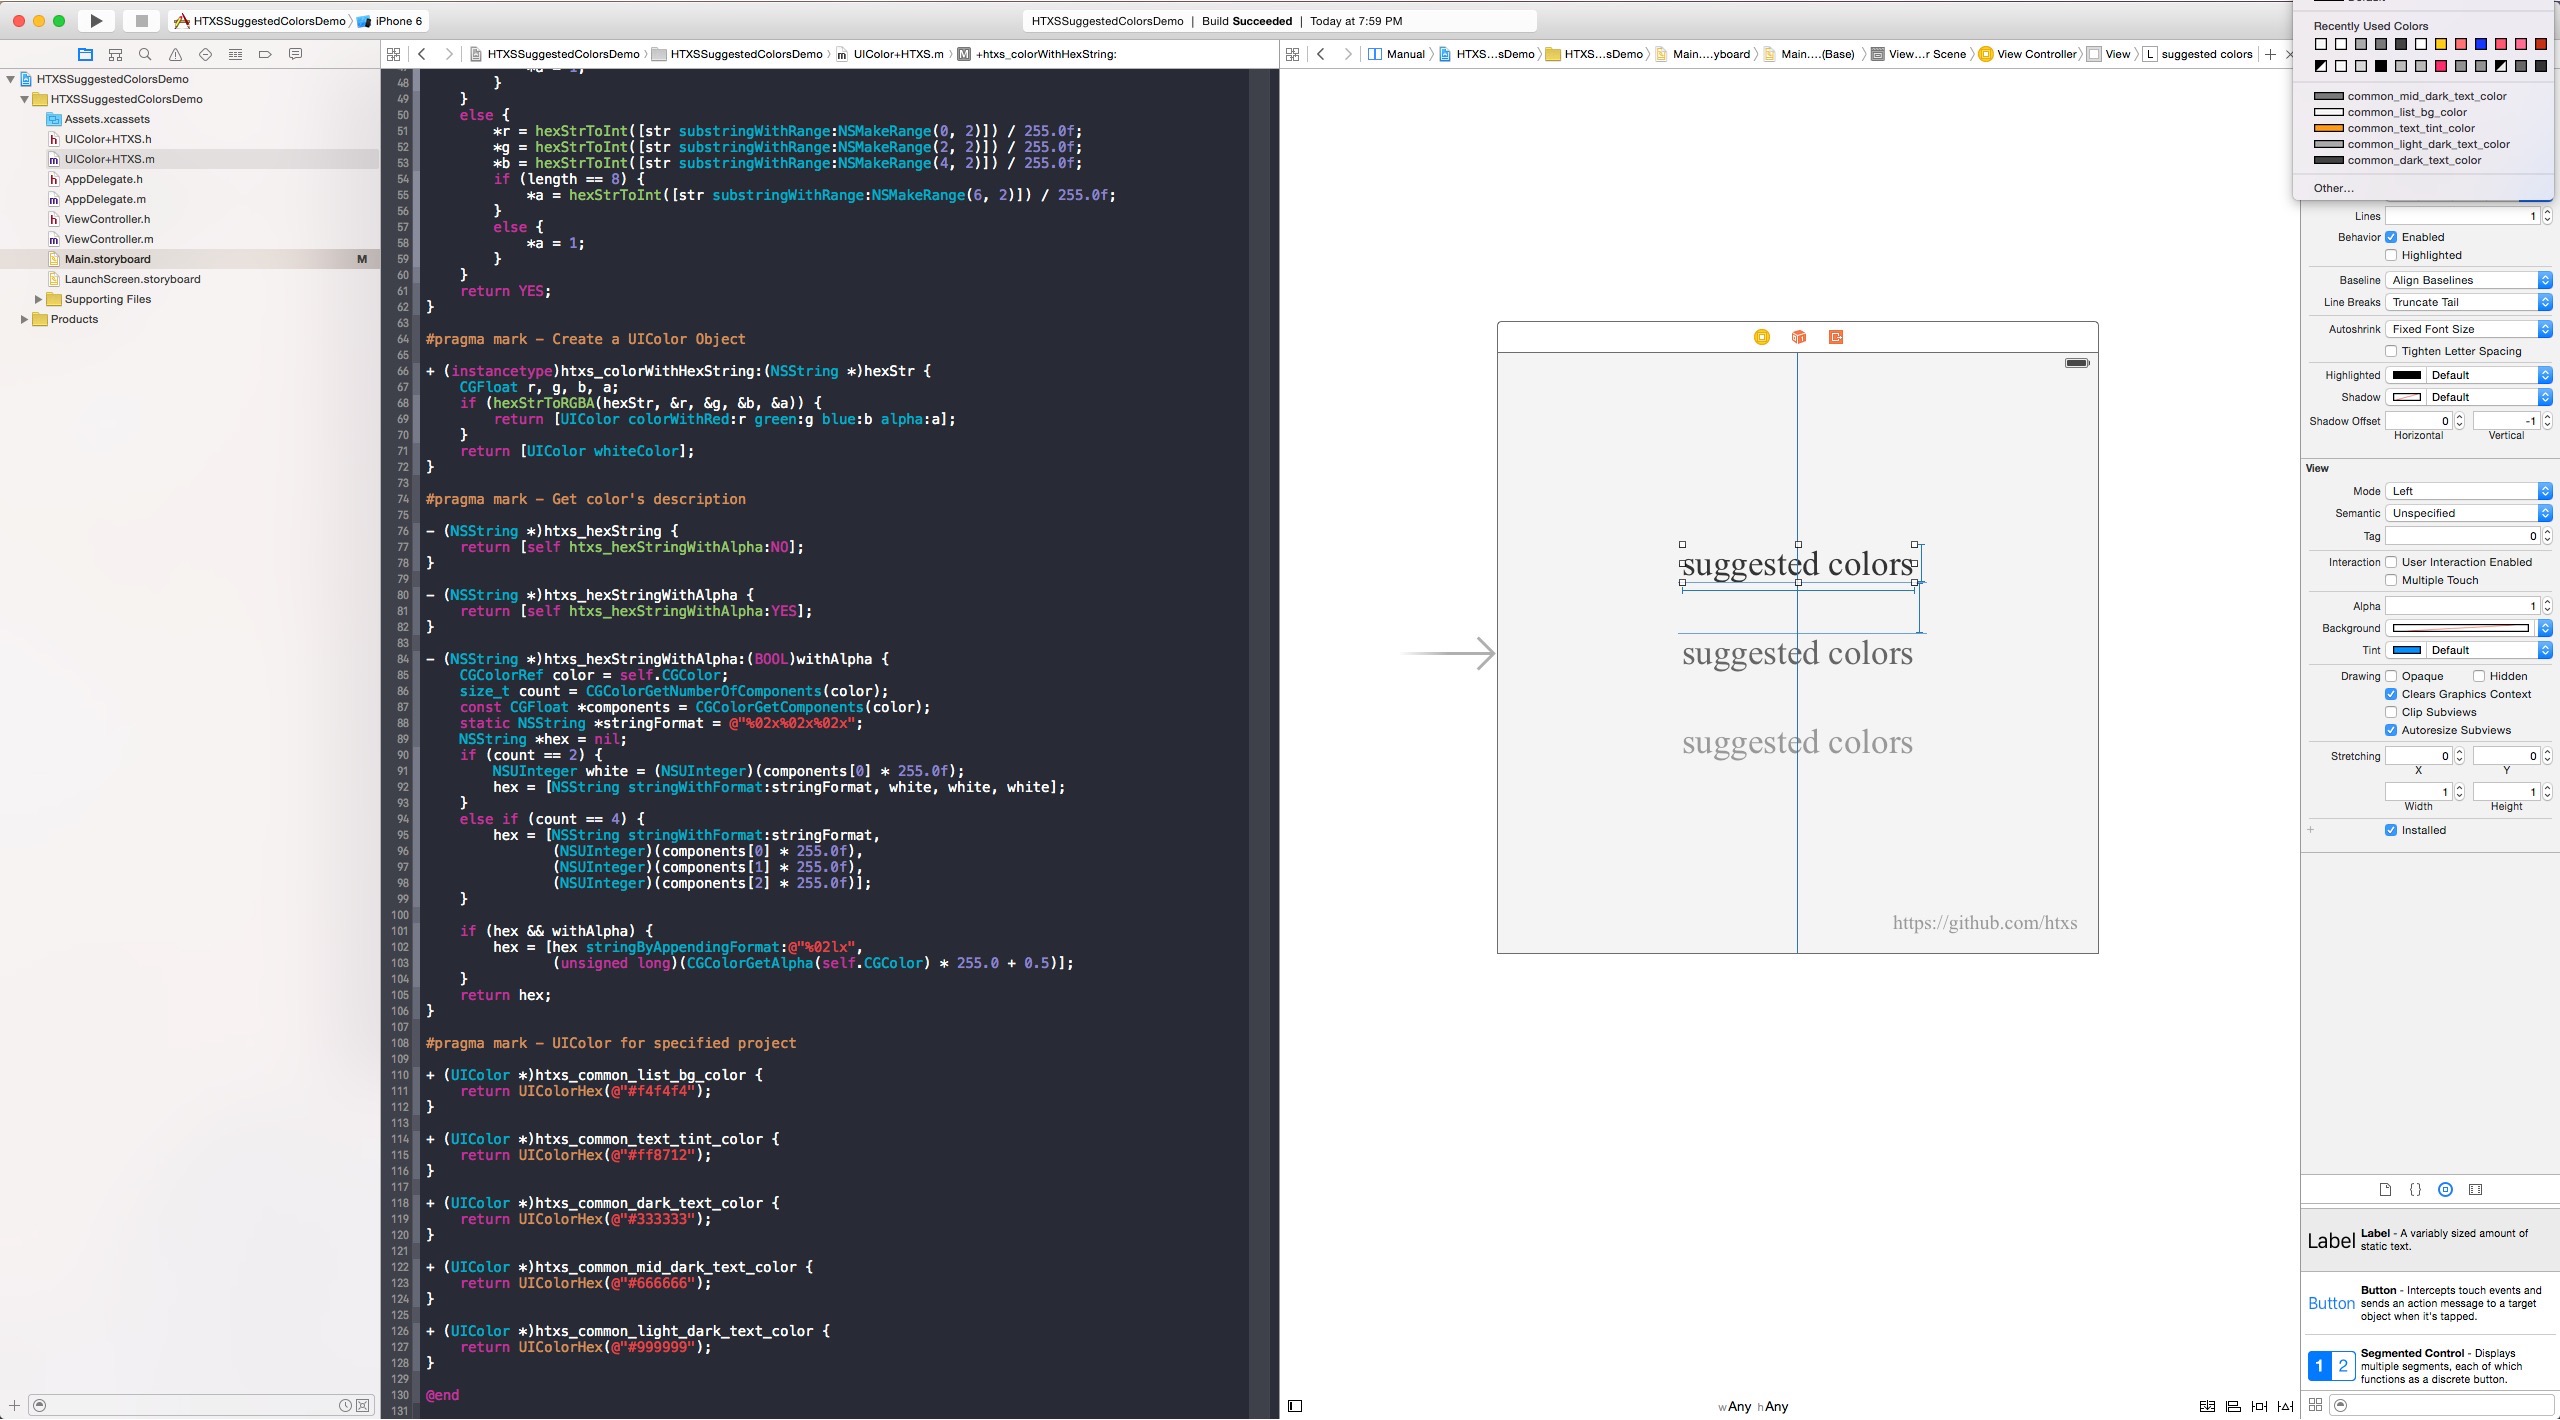 HTXSSuggestedColorsDemo
iPhone 6
HTXSSuggestedColorsDemo | Build Succeeded | Today at 7:59 PM
HTXSSuggestedColorsDemo
HTXSSuggestedColorsDemo
Assets.xcassets
UIColor+HTXS.h
UIColor+HTXS.m
AppDelegate.h
AppDelegate.m
ViewController.h
ViewController.m
Main.storyboard M
LaunchScreen.storyboard
Supporting Files
Products
HTXSSuggestedColorsDemo HTXSSuggestedColorsDemo UIColor+HTXS.m M +htxs_colorWithHexString:
48 }
49 }
50 else {
51 *r = hexStrToInt([str substringWithRange:NSMakeRange(0, 2)]) / 255.0f;
52 *g = hexStrToInt([str substringWithRange:NSMakeRange(2, 2)]) / 255.0f;
53 *b = hexStrToInt([str substringWithRange:NSMakeRange(4, 2)]) / 255.0f;
54 if (length == 8) {
55 *a = hexStrToInt([str substringWithRange:NSMakeRange(6, 2)]) / 255.0f;
56 }
57 else {
58 *a = 1;
59 }
60 }
61 return YES;
62 }
63
64 #pragma mark - Create a UIColor Object
65
66 + (instancetype)htxs_colorWithHexString:(NSString *)hexStr {
67 CGFloat r, g, b, a;
68 if (hexStrToRGBA(hexStr, &r, &g, &b, &a)) {
69 return [UIColor colorWithRed:r green:g blue:b alpha:a];
70 }
71 return [UIColor whiteColor];
72 }
73
74 #pragma mark - Get color's description
75
76 - (NSString *)htxs_hexString {
77 return [self htxs_hexStringWithAlpha:NO];
78 }
79
80 - (NSString *)htxs_hexStringWithAlpha {
81 return [self htxs_hexStringWithAlpha:YES];
82 }
83
84 - (NSString *)htxs_hexStringWithAlpha:(BOOL)withAlpha {
85 CGColorRef color = self.CGColor;
86 size_t count = CGColorGetNumberOfComponents(color);
87 const CGFloat *components = CGColorGetComponents(color);
88 static NSString *stringFormat = @"%02x%02x%02x";
89 NSString *hex = nil;
90 if (count == 2) {
91 NSUInteger white = (NSUInteger)(components[0] * 255.0f);
92 hex = [NSString stringWithFormat:stringFormat, white, white, white];
93 }
94 else if (count == 4) {
95 hex = [NSString stringWithFormat:stringFormat,
96 (NSUInteger)(components[0] * 255.0f),
97 (NSUInteger)(components[1] * 255.0f),
98 (NSUInteger)(components[2] * 255.0f)];
99 }
100
101 if (hex && withAlpha) {
102 hex = [hex stringByAppendingFormat:@"%02lx",
103 (unsigned long)(CGColorGetAlpha(self.CGColor) * 255.0 + 0.5)];
104 }
105 return hex;
106 }
107
108 #pragma mark - UIColor for specified project
109
110 + (UIColor *)htxs_common_list_bg_color {
111 return UIColorHex(@"#f4f4f4");
112 }
113
114 + (UIColor *)htxs_common_text_tint_color {
115 return UIColorHex(@"#ff8712");
116 }
117
118 + (UIColor *)htxs_common_dark_text_color {
119 return UIColorHex(@"#333333");
120 }
121
122 + (UIColor *)htxs_common_mid_dark_text_color {
123 return UIColorHex(@"#666666");
124 }
125
126 + (UIColor *)htxs_common_light_dark_text_color {
127 return UIColorHex(@"#999999");
128 }
129
130 @end
131
Manual HTXS...sDemo HTXS...sDemo Main....yboard Main....(Base) View...r Scene View Controller View L suggested colors
suggested colors
suggested colors
suggested colors
https://github.com/htxs
wAny hAny
Recently Used Colors
common_mid_dark_text_color
common_list_bg_color
common_text_tint_color
common_light_dark_text_color
common_dark_text_color
Other...
Lines 1
Behavior Enabled
Highlighted
Baseline Align Baselines
Line Breaks Truncate Tail
Autoshrink Fixed Font Size
Tighten Letter Spacing
Highlighted Default
Shadow Default
Shadow Offset 0 -1
Horizontal Vertical
View
Mode Left
Semantic Unspecified
Tag 0
Interaction User Interaction Enabled
Multiple Touch
Alpha 1
Background
Tint Default
Drawing Opaque Hidden
Clears Graphics Context
Clip Subviews
Autoresize Subviews
Stretching 0 0
X Y
1 1
Width Height
+ Installed
{}
Label Label - A variably sized amount of
static text.
Button Button - Intercepts touch events and
sends an action message to a target
object when it's tapped.
1 2 Segmented Control - Displays
multiple segments, each of which
functions as a discrete button.